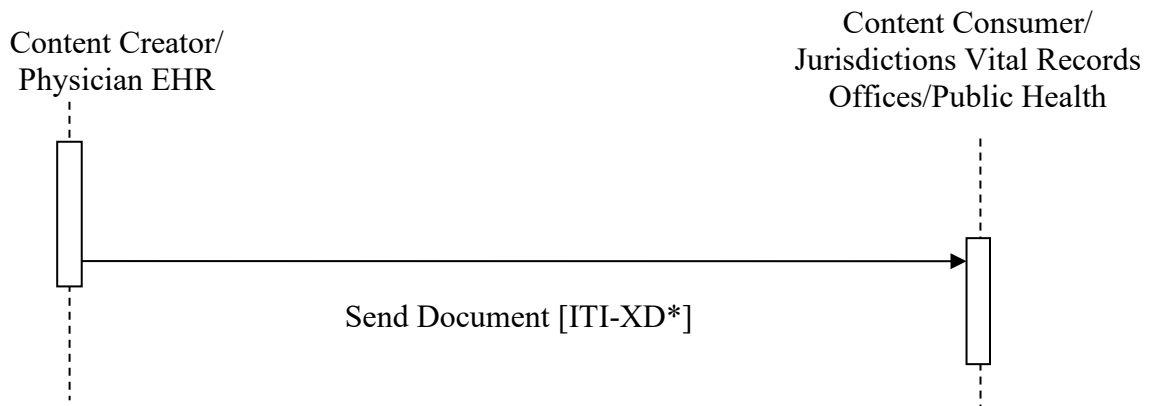 Content Creator/
Physician EHR
Content Consumer/
Jurisdictions Vital Records
Offices/Public Health
Send Document [ITI-XD*]